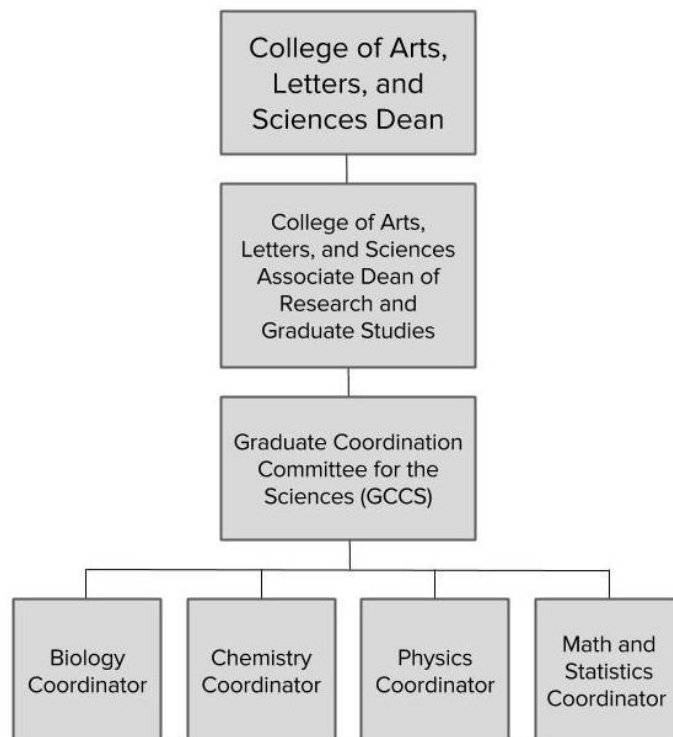 College of Arts,
Letters, and
Sciences Dean
College of Arts,
Letters, and Sciences
Associate Dean of
Research and
Graduate Studies
Graduate Coordination
Committee for the
Sciences (GCCS)
Biology
Coordinator
Chemistry
Coordinator
Physics
Coordinator
Math and
Statistics
Coordinator